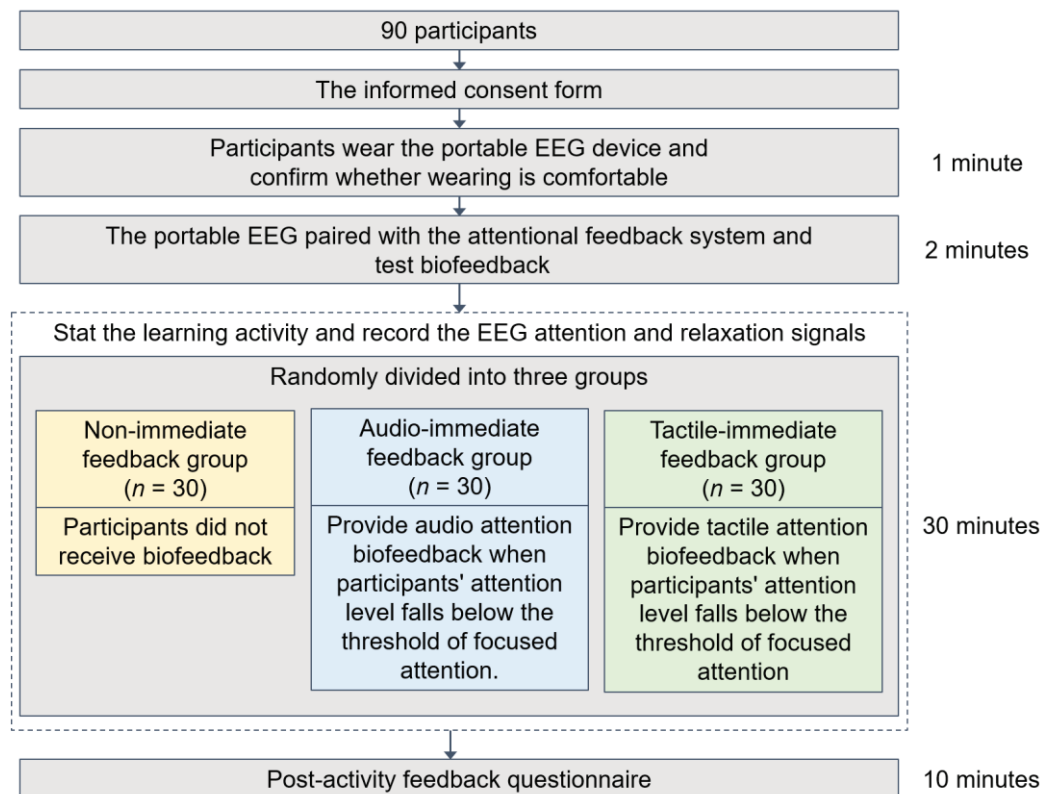 90 participants
The informed consent form
Participants wear the portable EEG device and
confirm whether wearing is comfortable
1 minute
The portable EEG paired with the attentional feedback system and
test biofeedback
2 minutes
Stat the learning activity and record the EEG attention and relaxation signals
Randomly divided into three groups
Non-immediate
feedback group
(n = 30)
Participants did not
receive biofeedback
Audio-immediate
feedback group
(n = 30)
Provide audio attention
biofeedback when
participants' attention
level falls below the
threshold of focused
attention.
Tactile-immediate
feedback group
(n = 30)
Provide tactile attention
biofeedback when
participants' attention
level falls below the
threshold of focused
attention
30 minutes
Post-activity feedback questionnaire
10 minutes